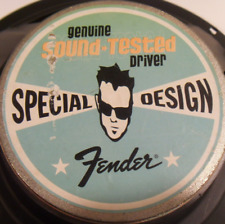 genuine
SOUND-TESTED
DRIVER
SPECIAL DESIGN
Fender